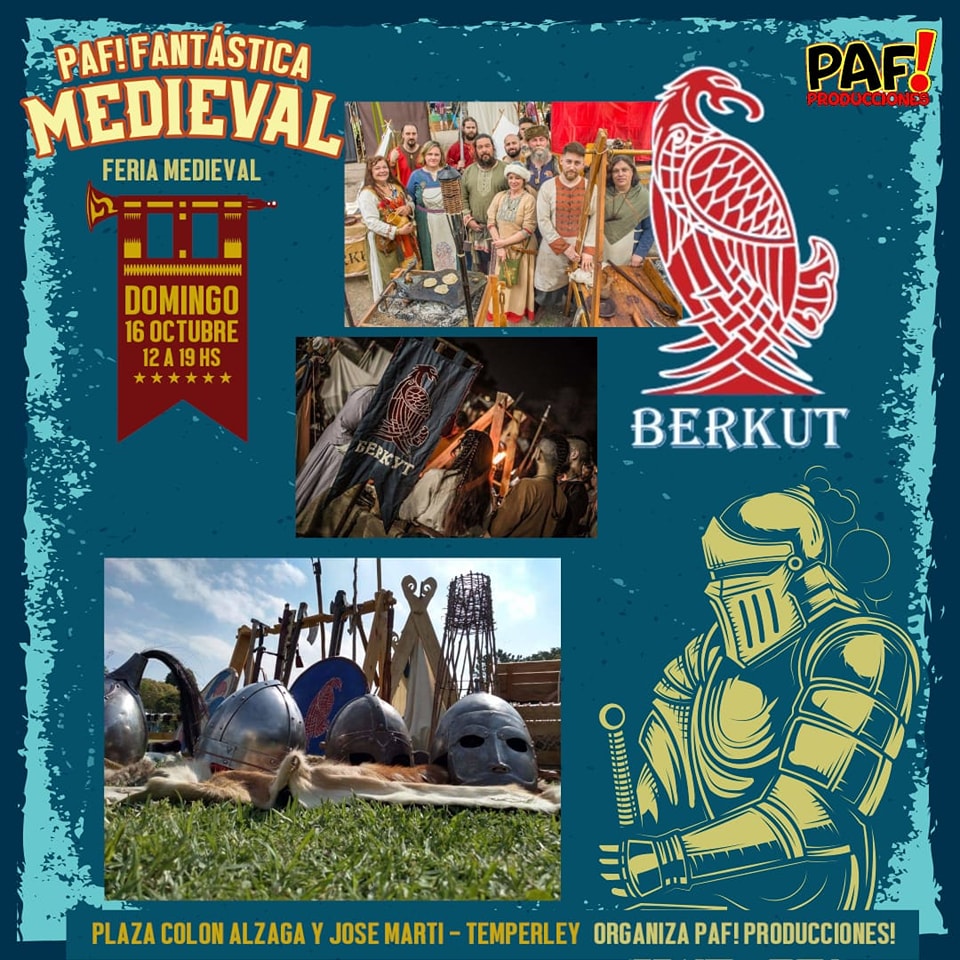 PAF! FANTÁSTICA
MEDIEVAL
FERIA MEDIEVAL
DOMINGO
16 OCTUBRE
12 A 19 HS
PAF!
PRODUCCIONES
BERKUT
BERKUT
PLAZA COLON ALZAGA Y JOSE MARTI - TEMPERLEY ORGANIZA PAF! PRODUCCIONES!